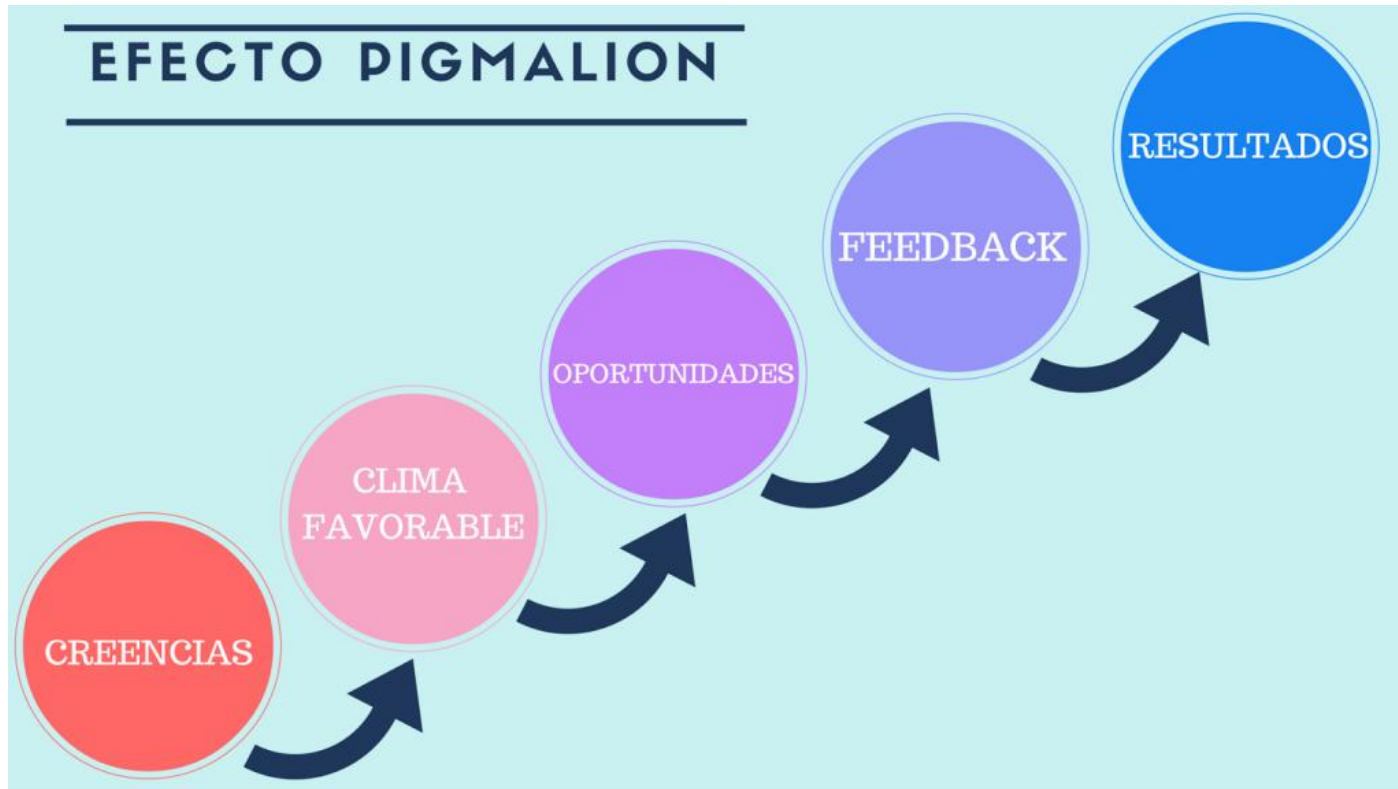 EFECTO PIGMALION
CREENCIAS
CLIMA
FAVORABLE
OPORTUNIDADES
FEEDBACK
RESULTADOS